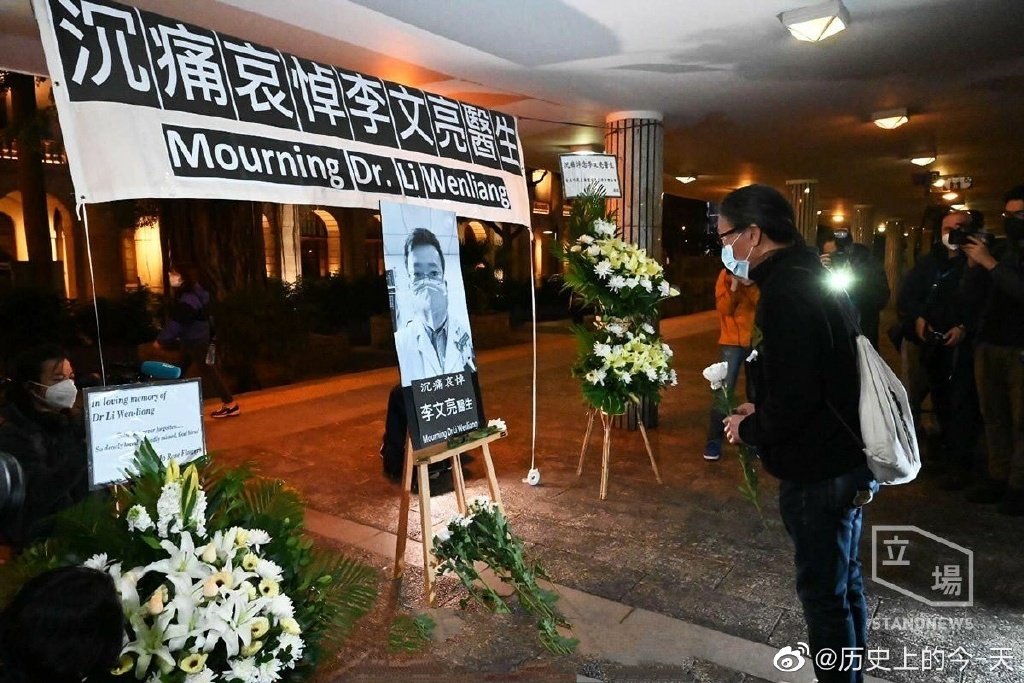 沉痛哀悼李文亮醫生
Mourning Dr. Li Wenliang
沉痛哀悼
李文亮醫生
Mourning Dr Li Wenliang
in loving memory of
Dr Li Wen-liang
立場
STANDNEWS
@历史上的今-天